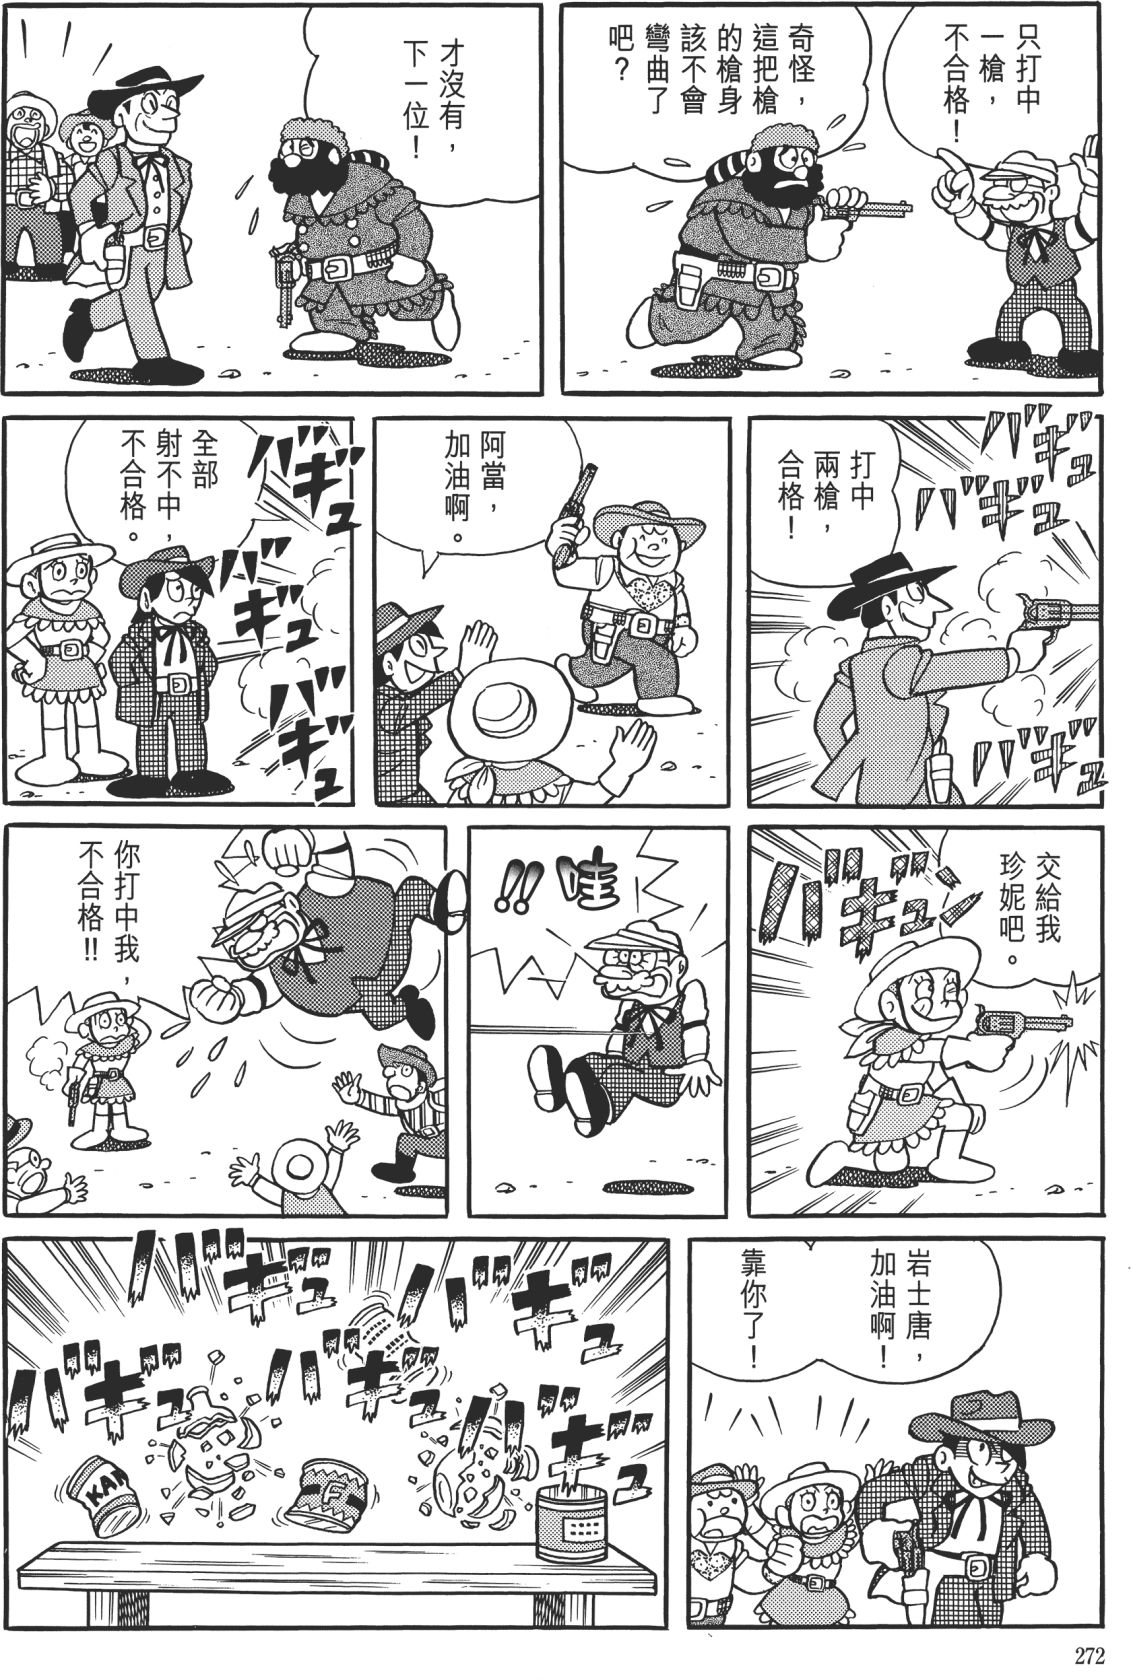 只打中
一槍，
不合格！
奇怪，
這把槍
的槍身
該不會
彎曲了
吧？
才沒有，
下一位！
バギュ
バギュ
バギュ
打中
兩槍，
合格！
阿當，
加油啊。
バギュ
バギュ
バギュ
全部
射不中，
不合格。
交給我
珍妮吧。
バギュー
哇!!
你打中我，
不合格!!
岩士唐，
加油啊！
靠你了！
バギュ
バギュ
バギュ
バギュ
バギュ
KAN
F
272